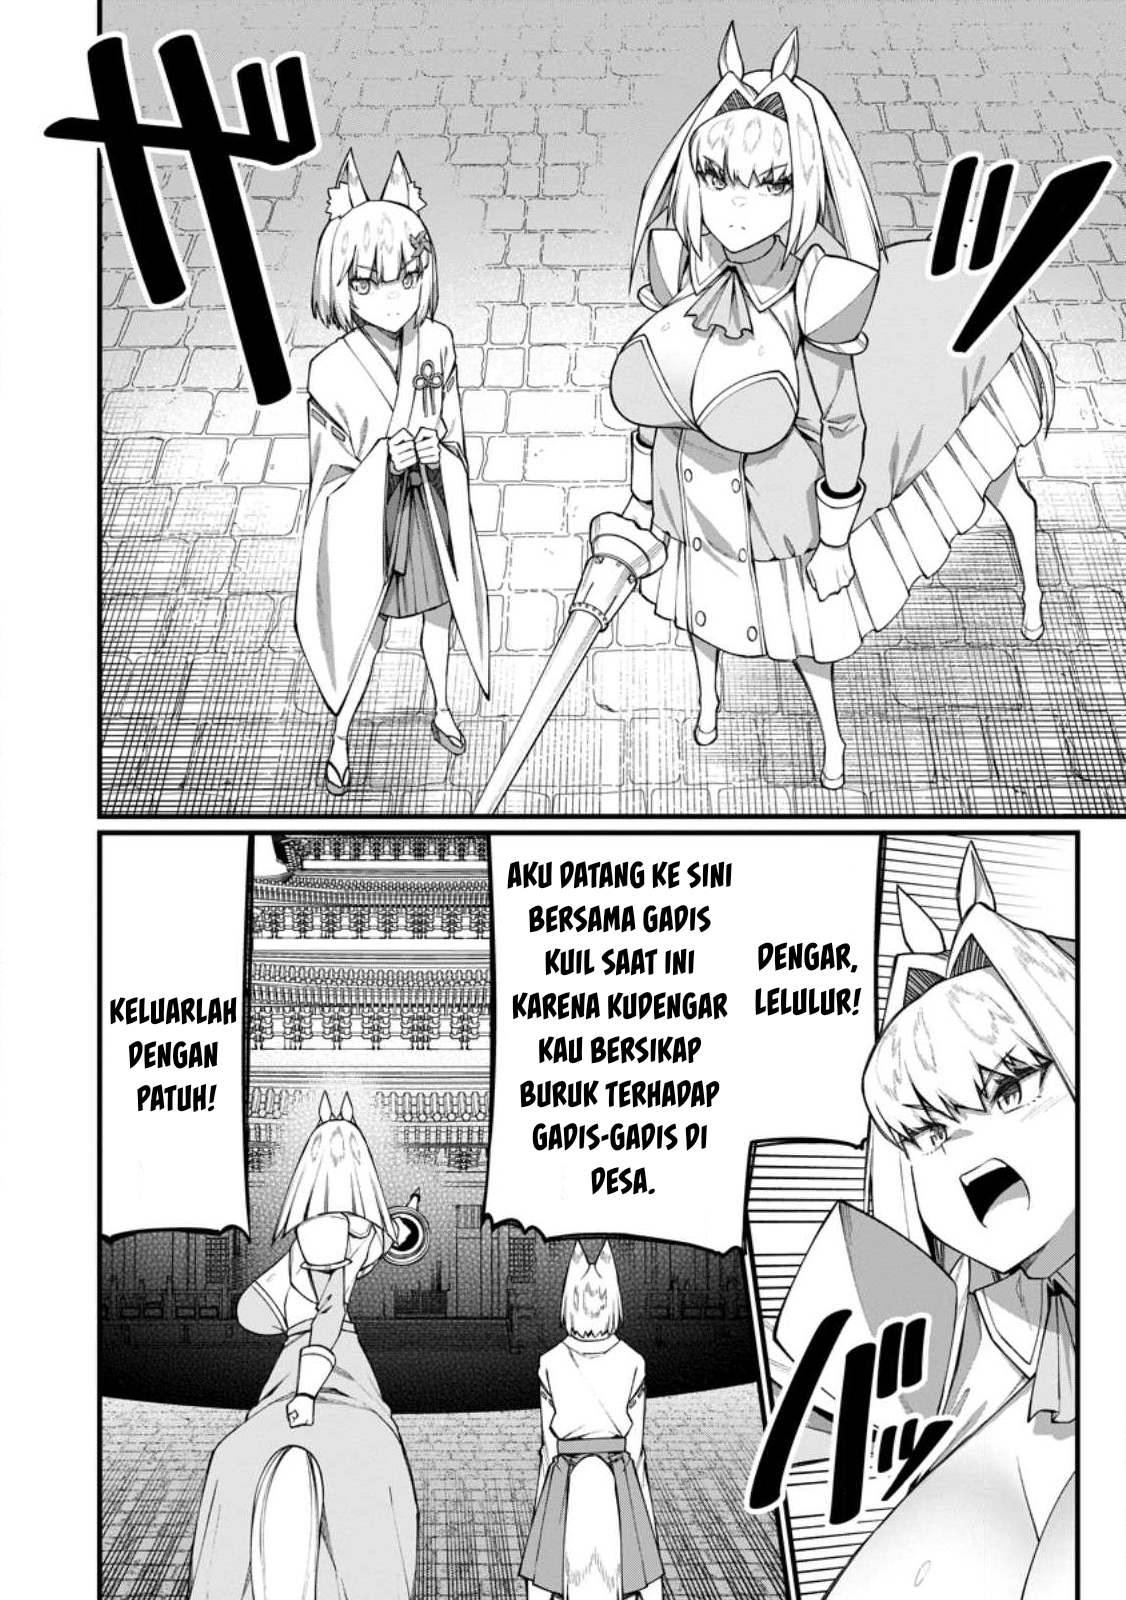 ザッ
DENGAR,
LELULUR!
AKU DATANG KE SINI
BERSAMA GADIS
KUIL SAAT INI
KARENA KUDENGAR
KAU BERSIKAP
BURUK TERHADAP
GADIS-GADIS DI
DESA.
バッ
KELUARLAH
DENGAN
PATUH!